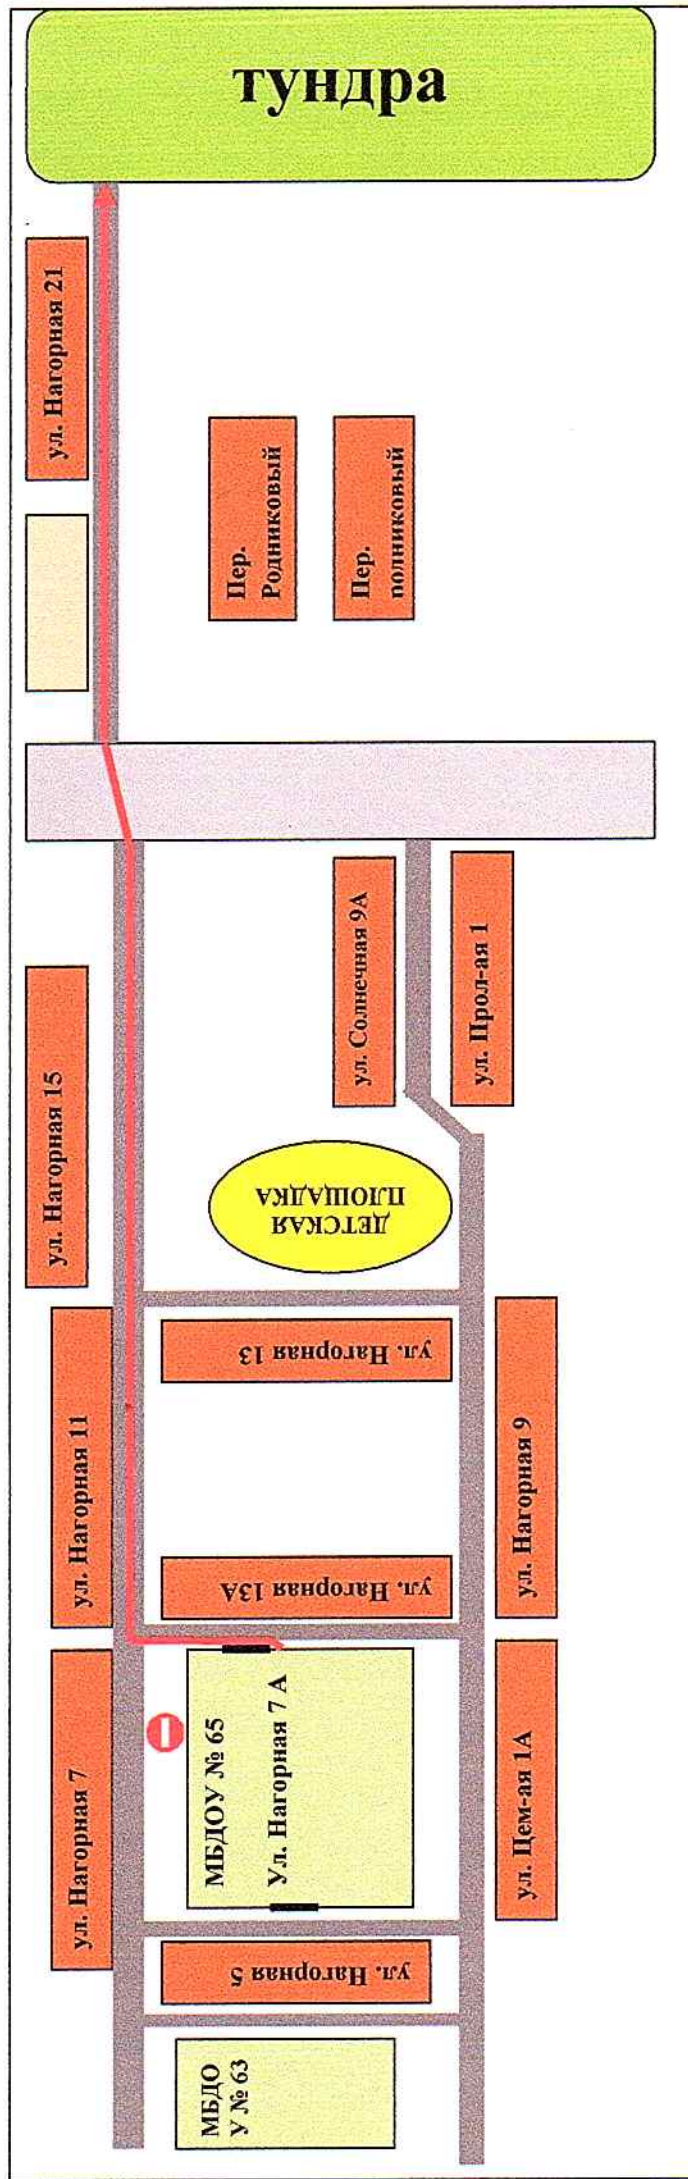 тундра
ул. Нагорная 21
Пер.
Родниковый
Пер.
полниковый
ул. Солнечная 9А
ул. Прол-ая 1
ул. Нагорная 15
ДЕТСКАЯ
ПЛОЩАДКА
ул. Нагорная 11
ул. Нагорная 13
ул. Нагорная 13А
ул. Нагорная 9
ул. Нагорная 7
МБДОУ № 65
Ул. Нагорная 7 А
ул. Цем-ая 1А
ул. Нагорная 5
МБДО
У № 63